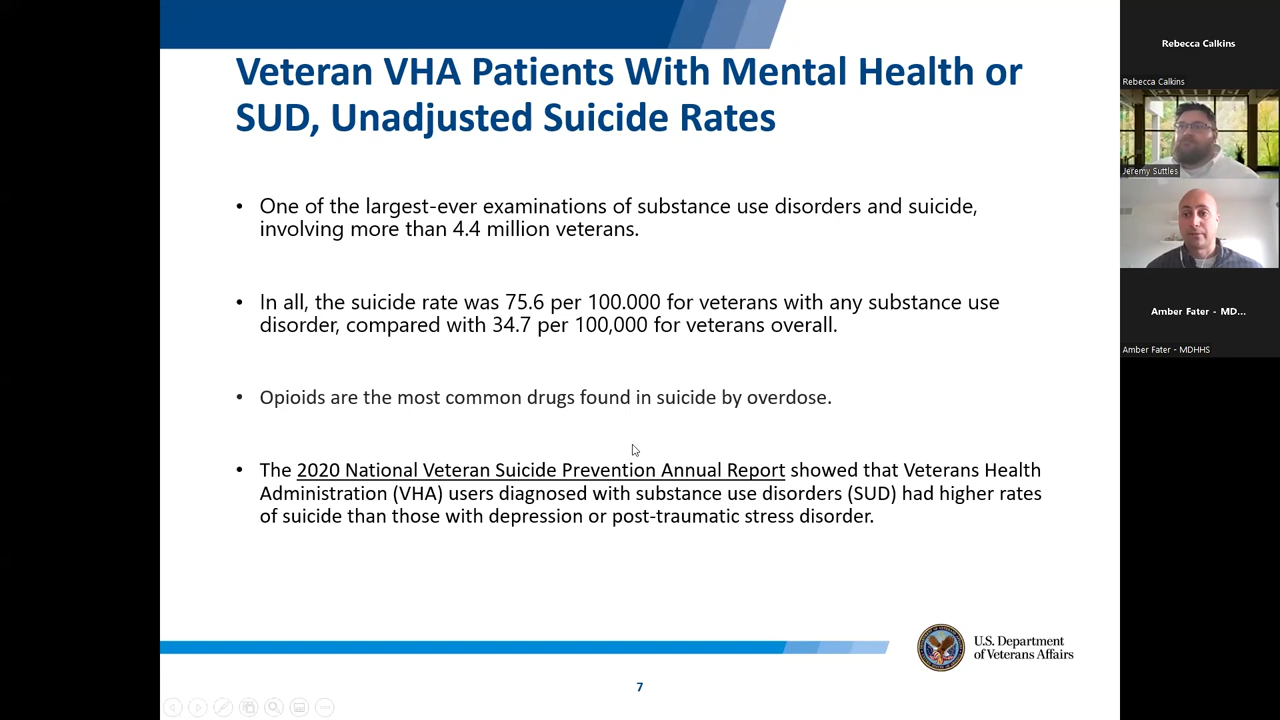 Veteran VHA Patients With Mental Health or
SUD, Unadjusted Suicide Rates
• One of the largest-ever examinations of substance use disorders and suicide,
involving more than 4.4 million veterans.
• In all, the suicide rate was 75.6 per 100.000 for veterans with any substance use
disorder, compared with 34.7 per 100,000 for veterans overall.
• Opioids are the most common drugs found in suicide by overdose.
• The 2020 National Veteran Suicide Prevention Annual Report showed that Veterans Health
Administration (VHA) users diagnosed with substance use disorders (SUD) had higher rates
of suicide than those with depression or post-traumatic stress disorder.
U.S. Department
of Veterans Affairs
7
Rebecca Calkins
Rebecca Calkins
Jeremy Suttles
Amber Fater - MD...
Amber Fater - MDHHS